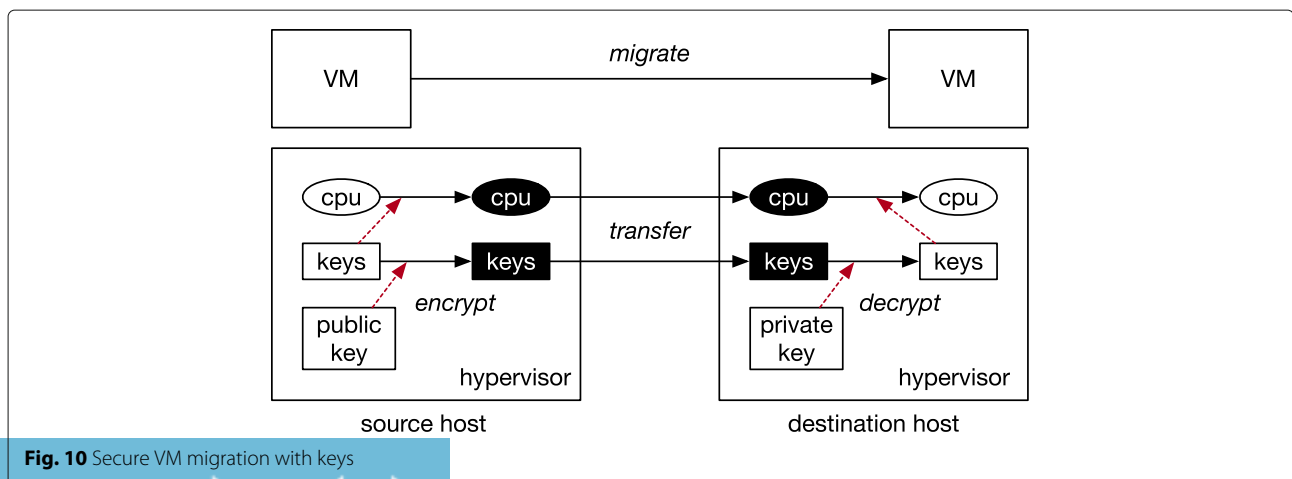 VM
migrate
VM
cpu
cpu
cpu
cpu
transfer
keys
keys
keys
keys
encrypt
decrypt
public
key
private
key
hypervisor
hypervisor
source host
destination host
Fig. 10 Secure VM migration with keys